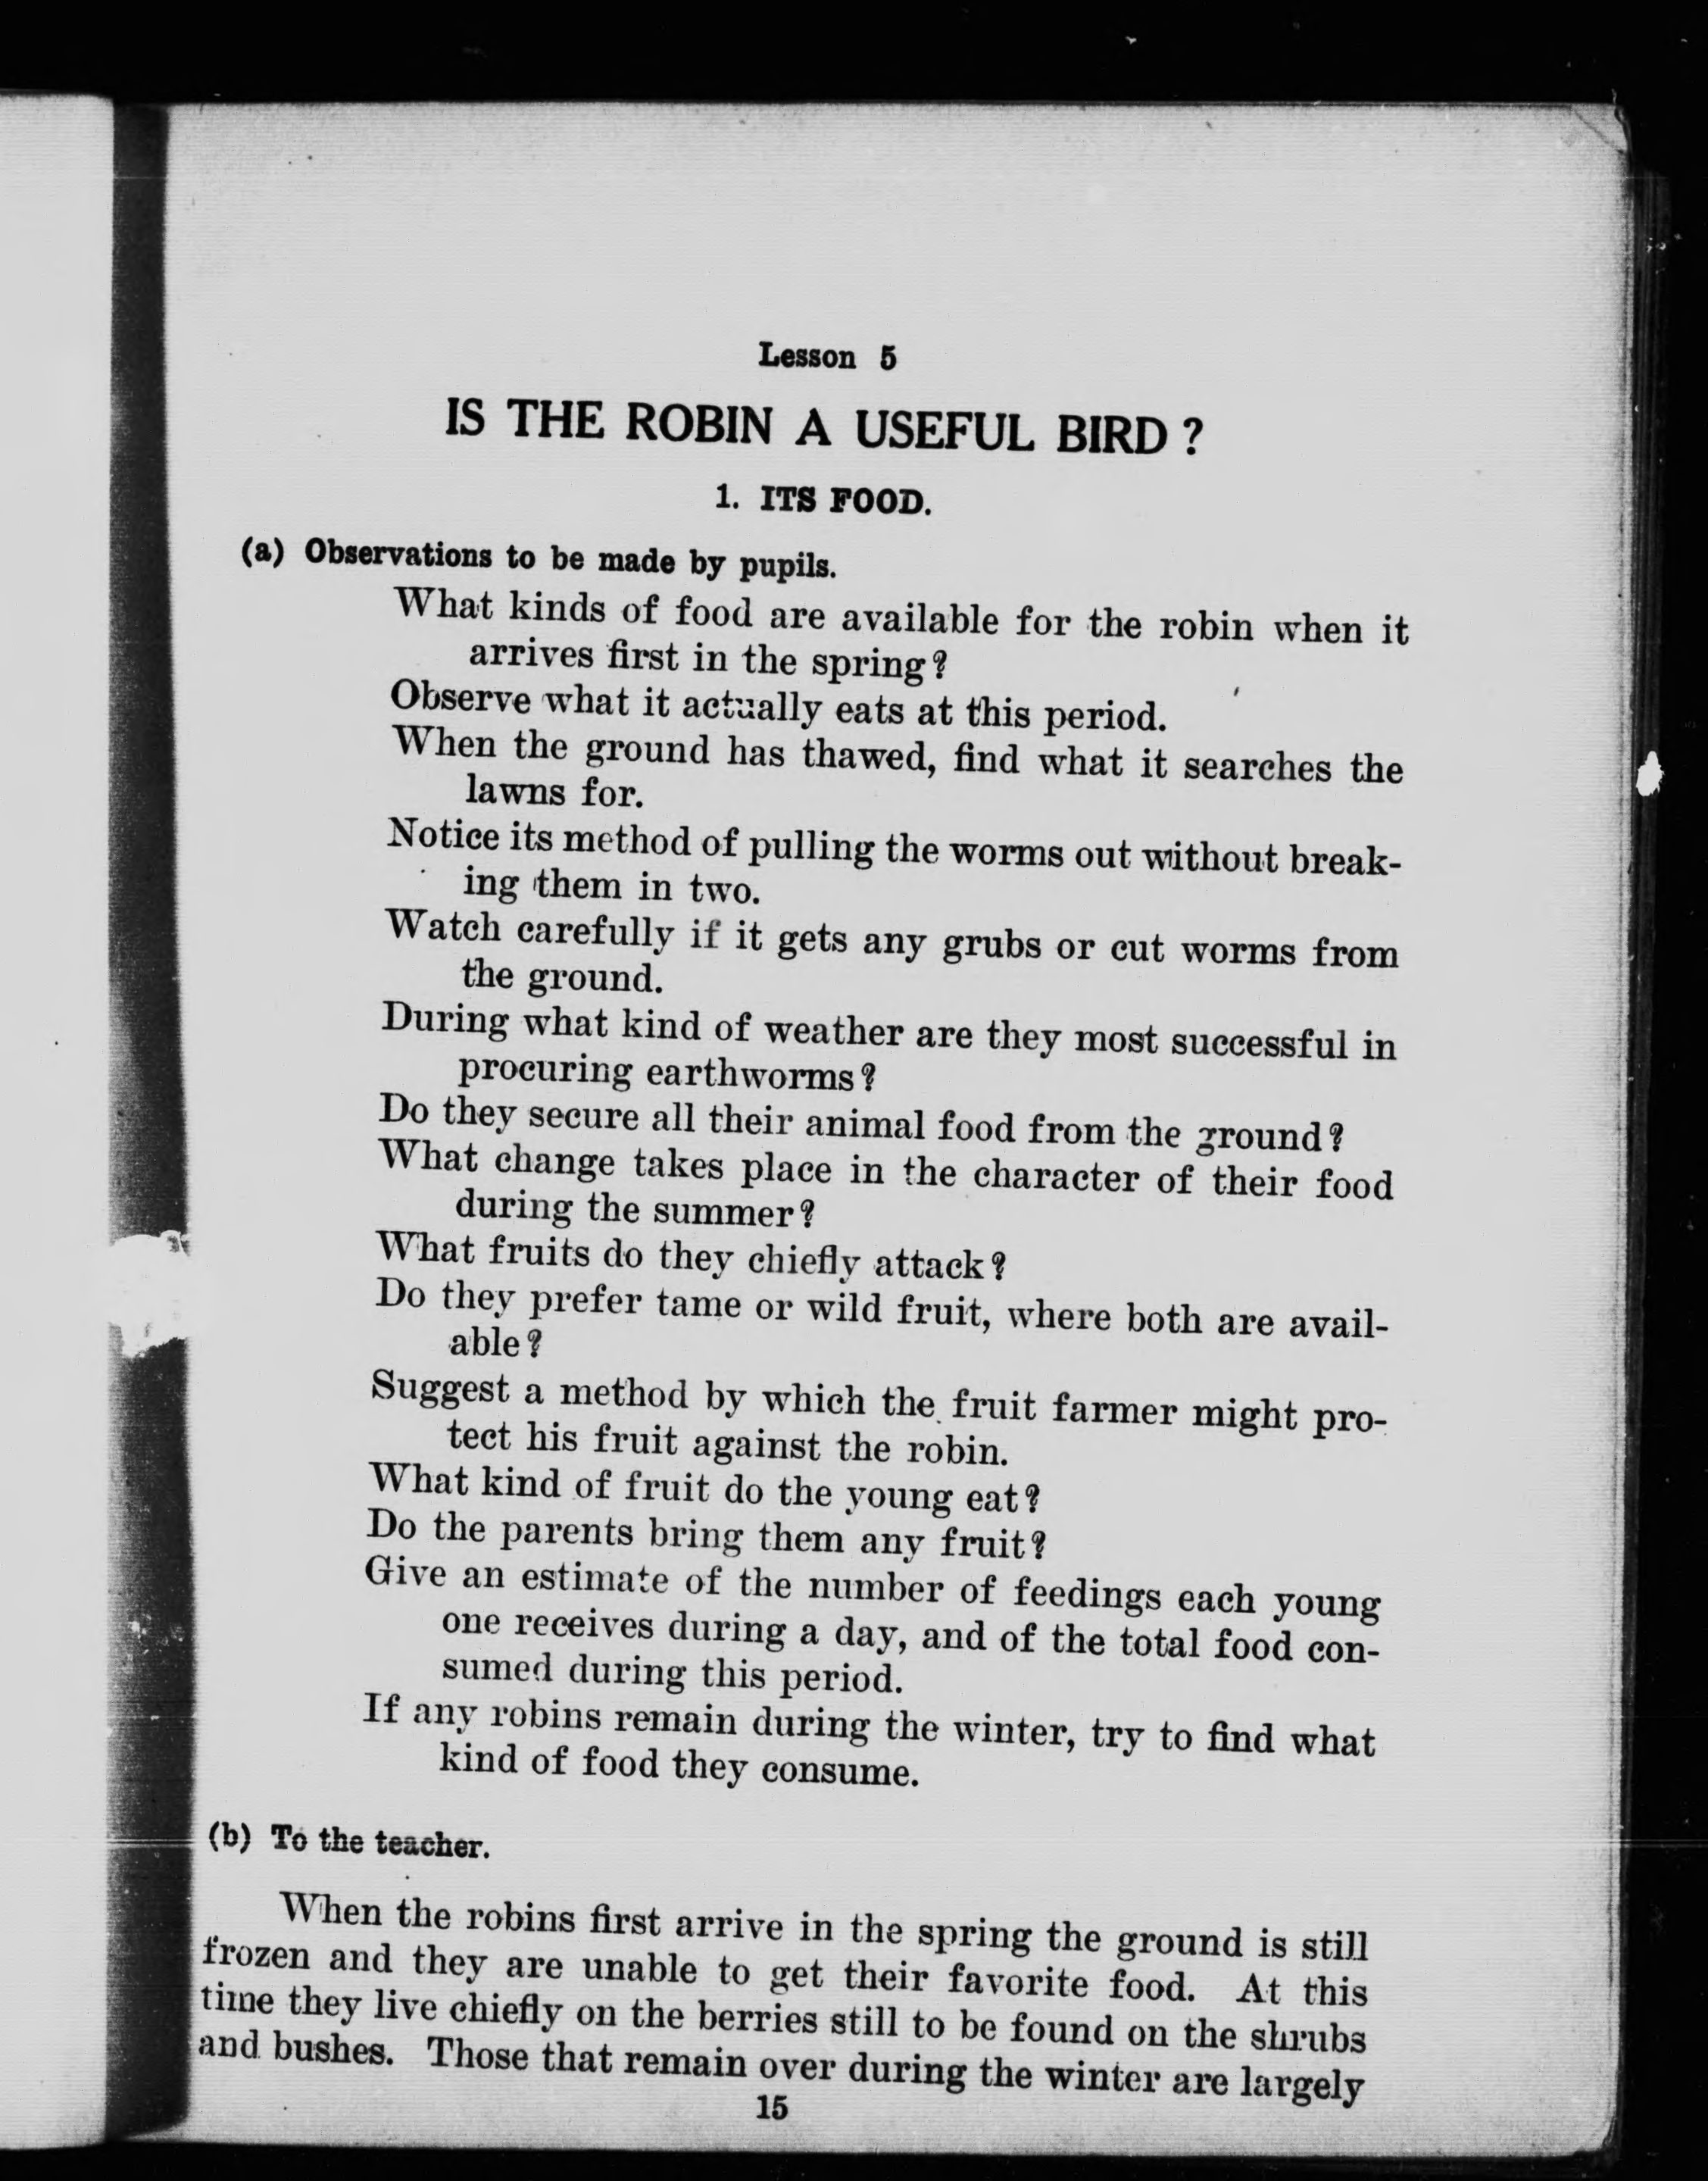 Lesson 5
IS THE ROBIN A USEFUL BIRD?
1. ITS FOOD.
(a) Observations to be made by pupils.
What kinds of food are available for the robin when it
arrives first in the spring?
Observe what it actually eats at this period.
When the ground has thawed, find what it searches the
lawns for.
Notice its method of pulling the worms out without break-
ing them in two.
Watch carefully if it gets any grubs or cut worms from
the ground.
During what kind of weather are they most successful in
procuring earthworms?
Do they secure all their animal food from the ground?
What change takes place in the character of their food
during the summer?
What fruits do they chiefly attack?
Do they prefer tame or wild fruit, where both are avail-
able?
Suggest a method by which the fruit farmer might pro-
tect his fruit against the robin.
What kind of fruit do the young eat?
Do the parents bring them any fruit?
Give an estimate of the number of feedings each young
one receives during a day, and of the total food con-
sumed during this period.
If any robins remain during the winter, try to find what
kind of food they consume.
(b) To the teacher.
When the robins first arrive in the spring the ground is still
frozen and they are unable to get their favorite food. At this
time they live chiefly on the berries still to be found on the shrubs
and bushes. Those that remain over during the winter are largely
15